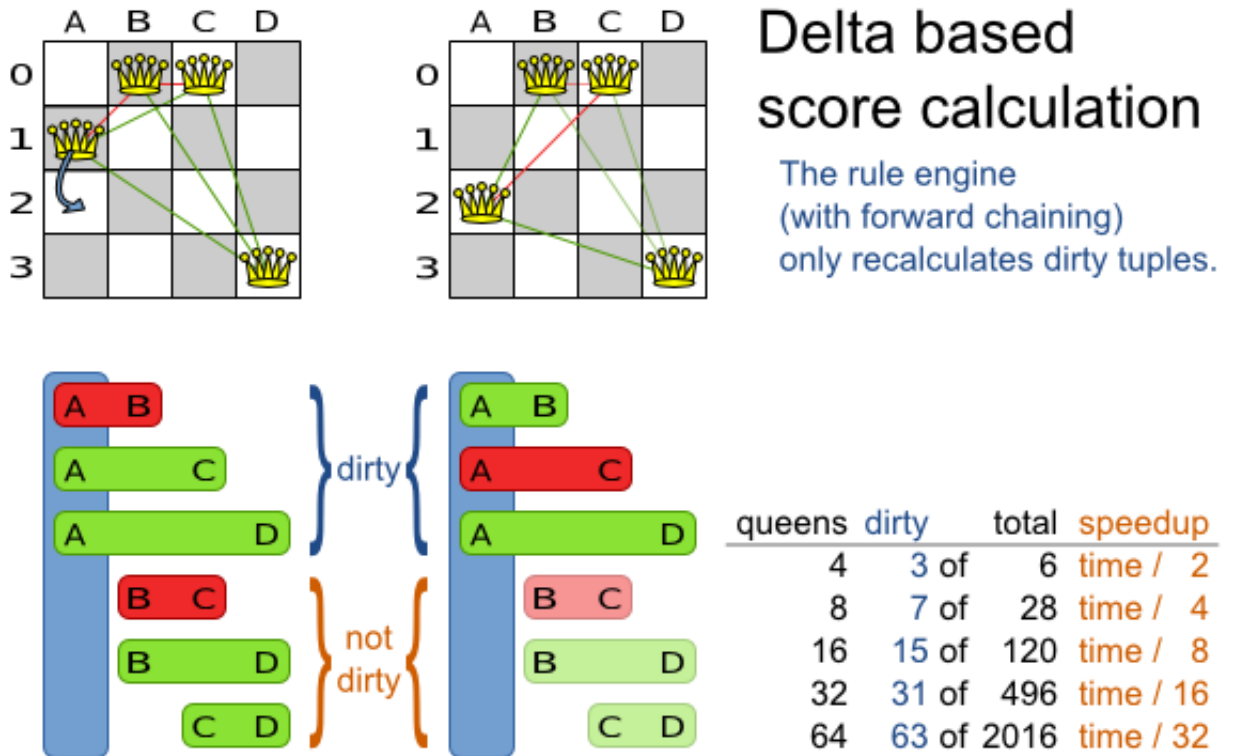 A B C D
0
1
2
3
A B C D
0
1
2
3
Delta based
score calculation
The rule engine
(with forward chaining)
only recalculates dirty tuples.
A B
A C
A D
B C
B D
C D
dirty
not
dirty
A B
A C
A D
B C
B D
C D
queens dirty total speedup
4 3 of 6 time / 2
8 7 of 28 time / 4
16 15 of 120 time / 8
32 31 of 496 time / 16
64 63 of 2016 time / 32